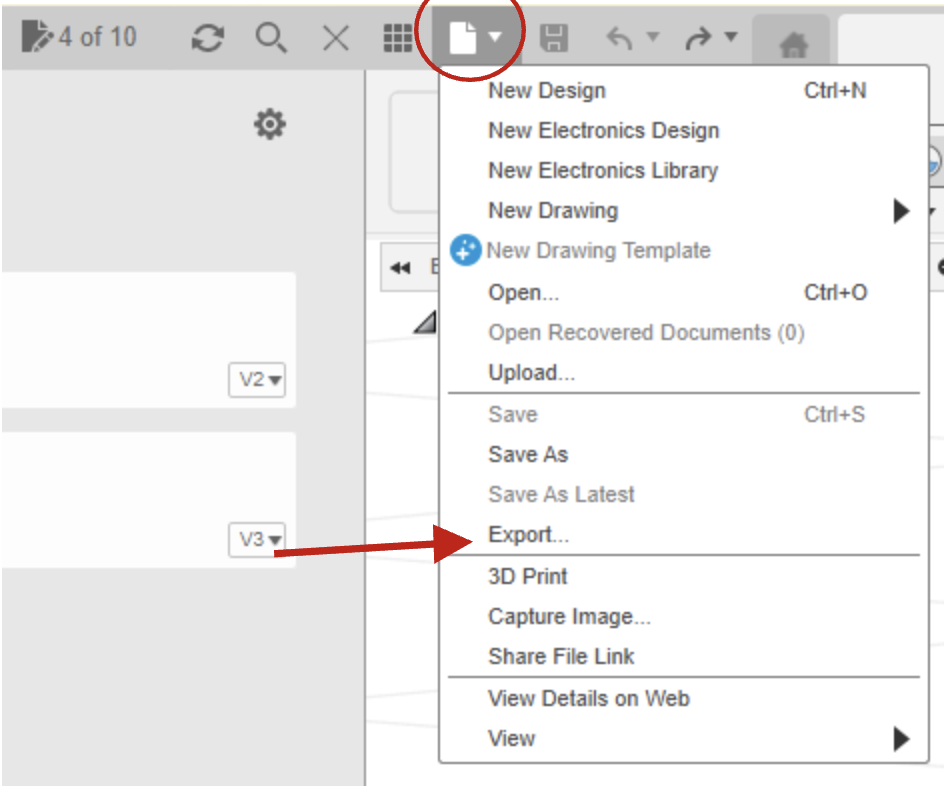 4 of 10
New Design Ctrl+N
New Electronics Design
New Electronics Library
New Drawing
New Drawing Template
Open... Ctrl+O
Open Recovered Documents (0)
Upload...
V2
Save Ctrl+S
Save As
Save As Latest
V3
Export...
3D Print
Capture Image...
Share File Link
View Details on Web
View